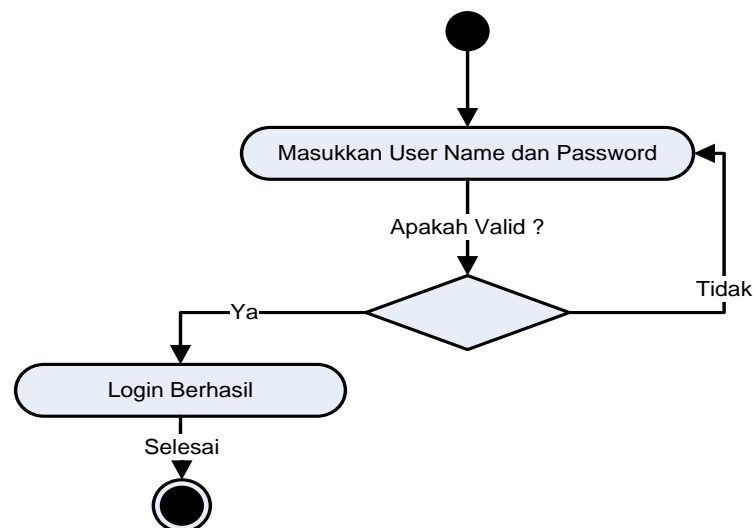 Masukkan User Name dan Password
Apakah Valid ?
Tidak
Ya
Login Berhasil
Selesai